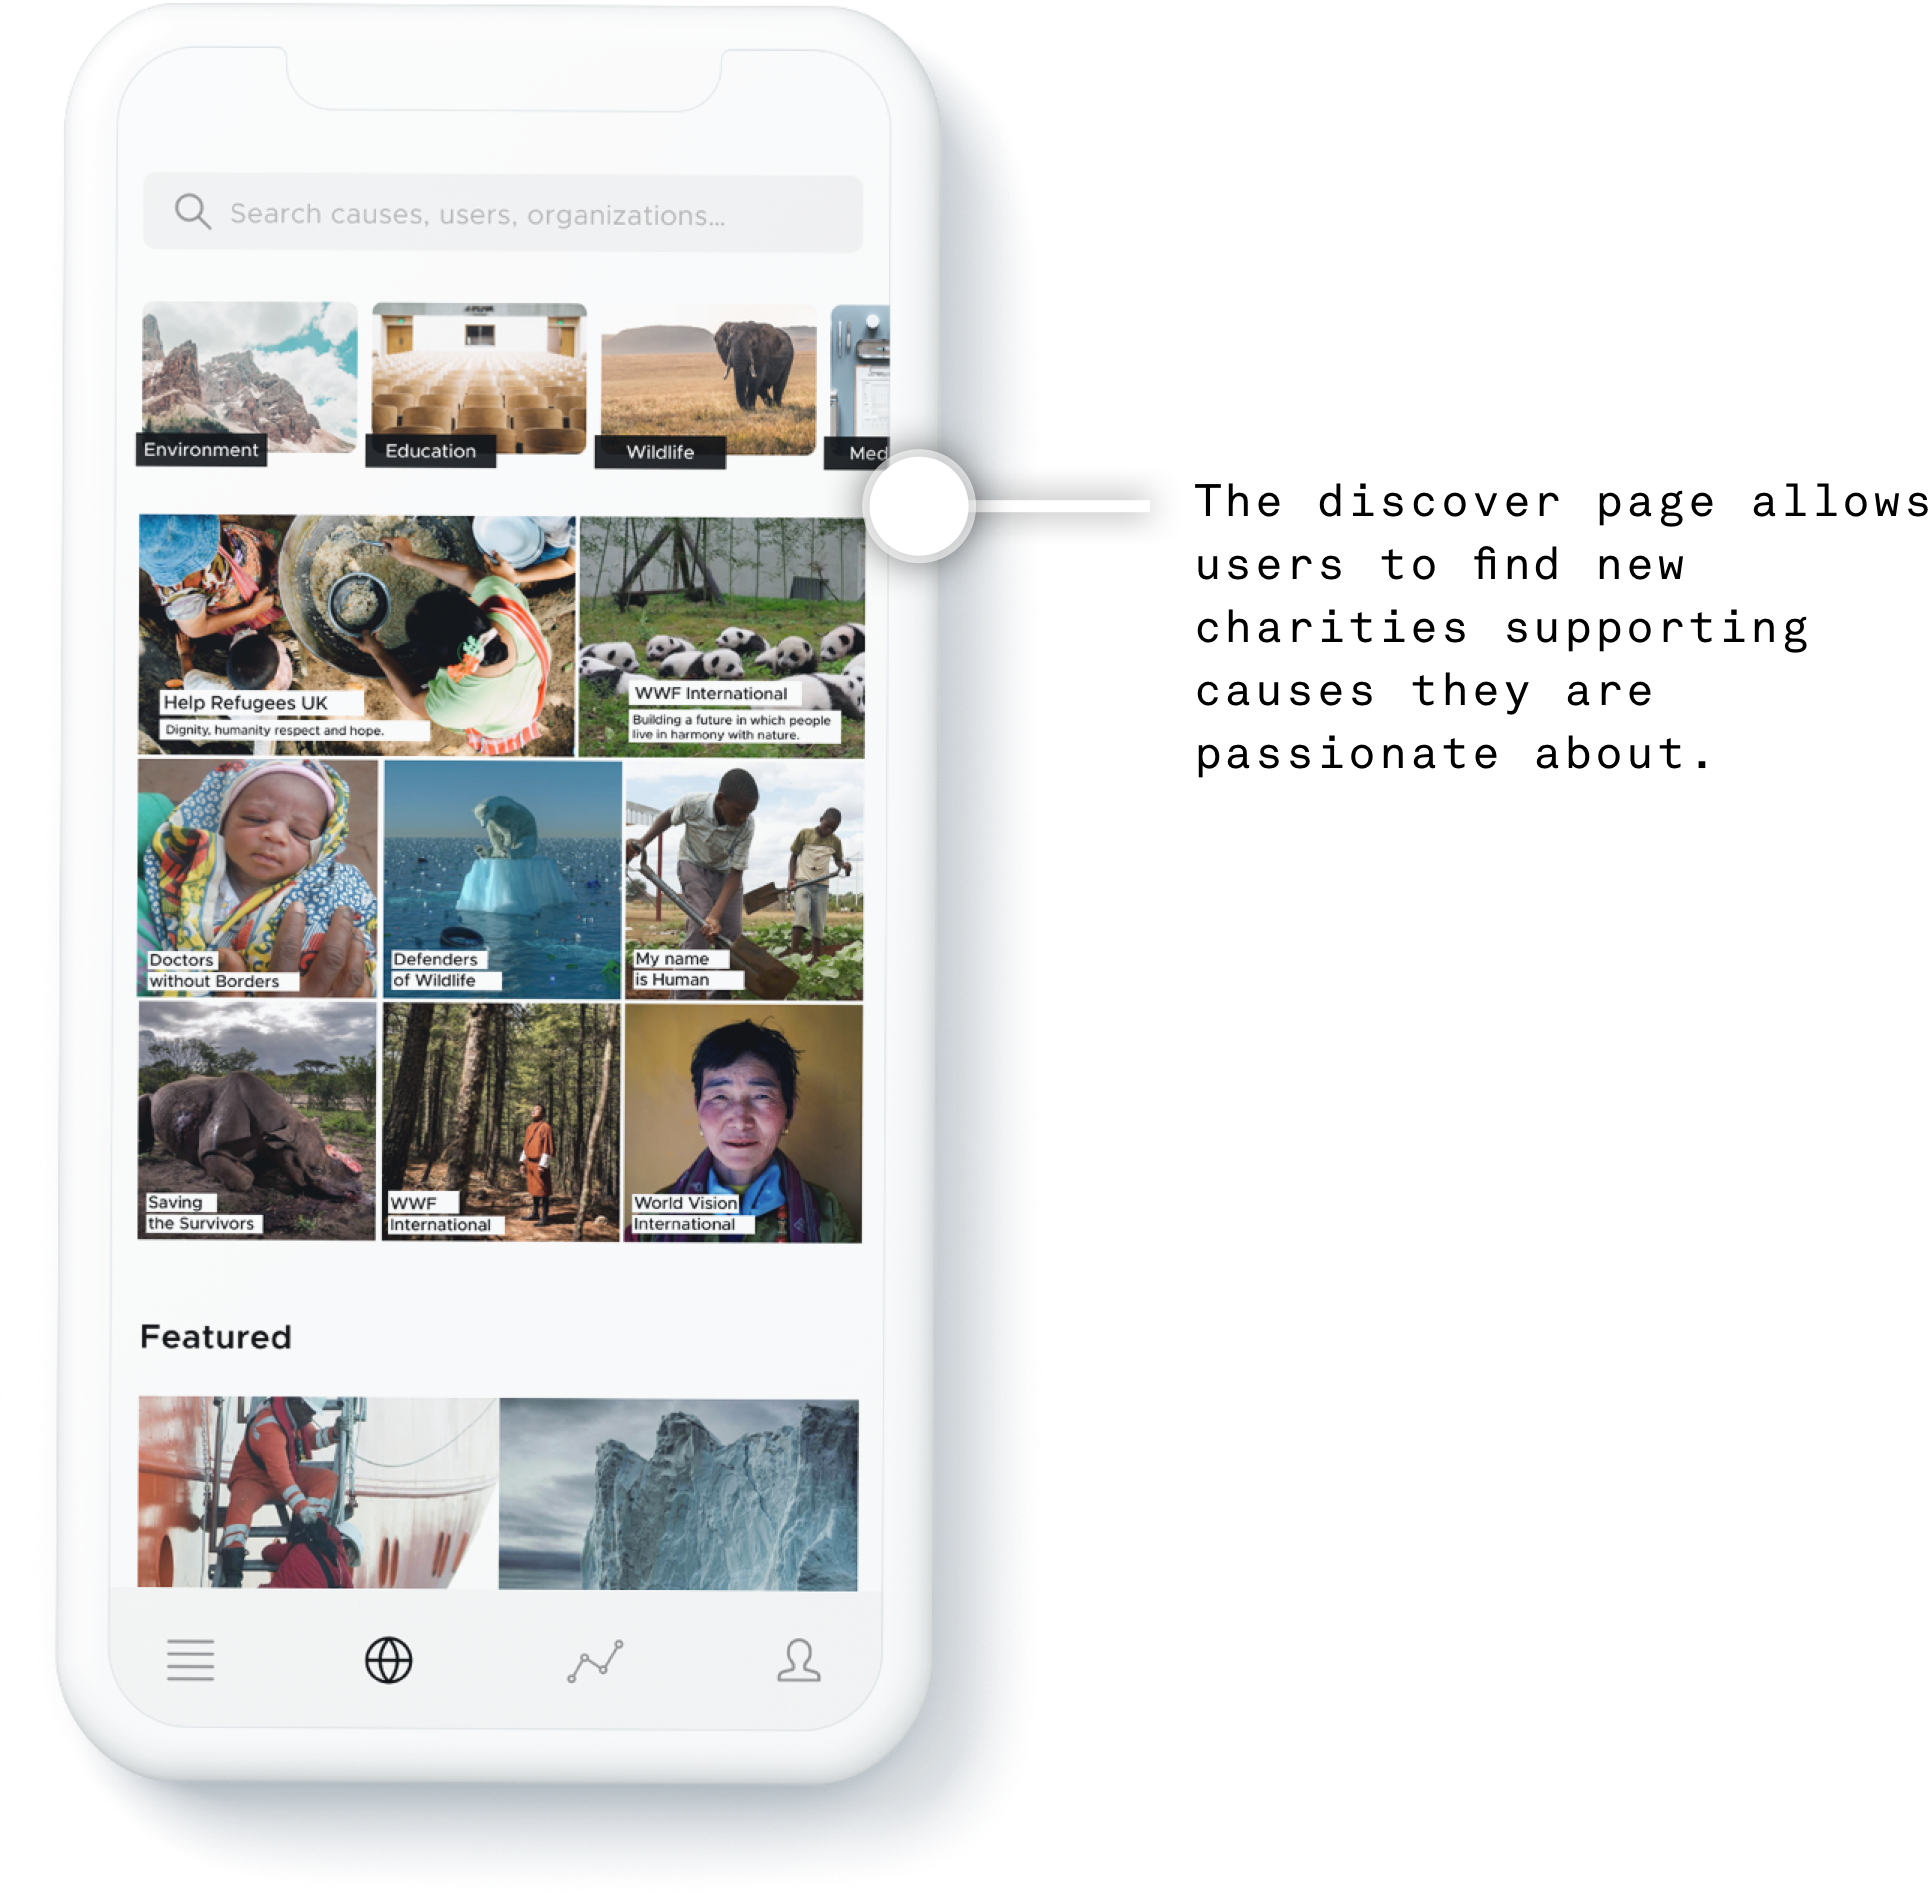 Search causes, users, organizations...
Environment
Education
Wildlife
Med
The discover page allows
users to find new
charities supporting
causes they are
passionate about.
Help Refugees UK
Dignity, humanity respect and hope.
WWF International
Building a future in which people
live in harmony with nature.
Doctors
without Borders
Defenders
of Wildlife
My name
is Human
Saving
the Survivors
WWF
International
World Vision
International
Featured